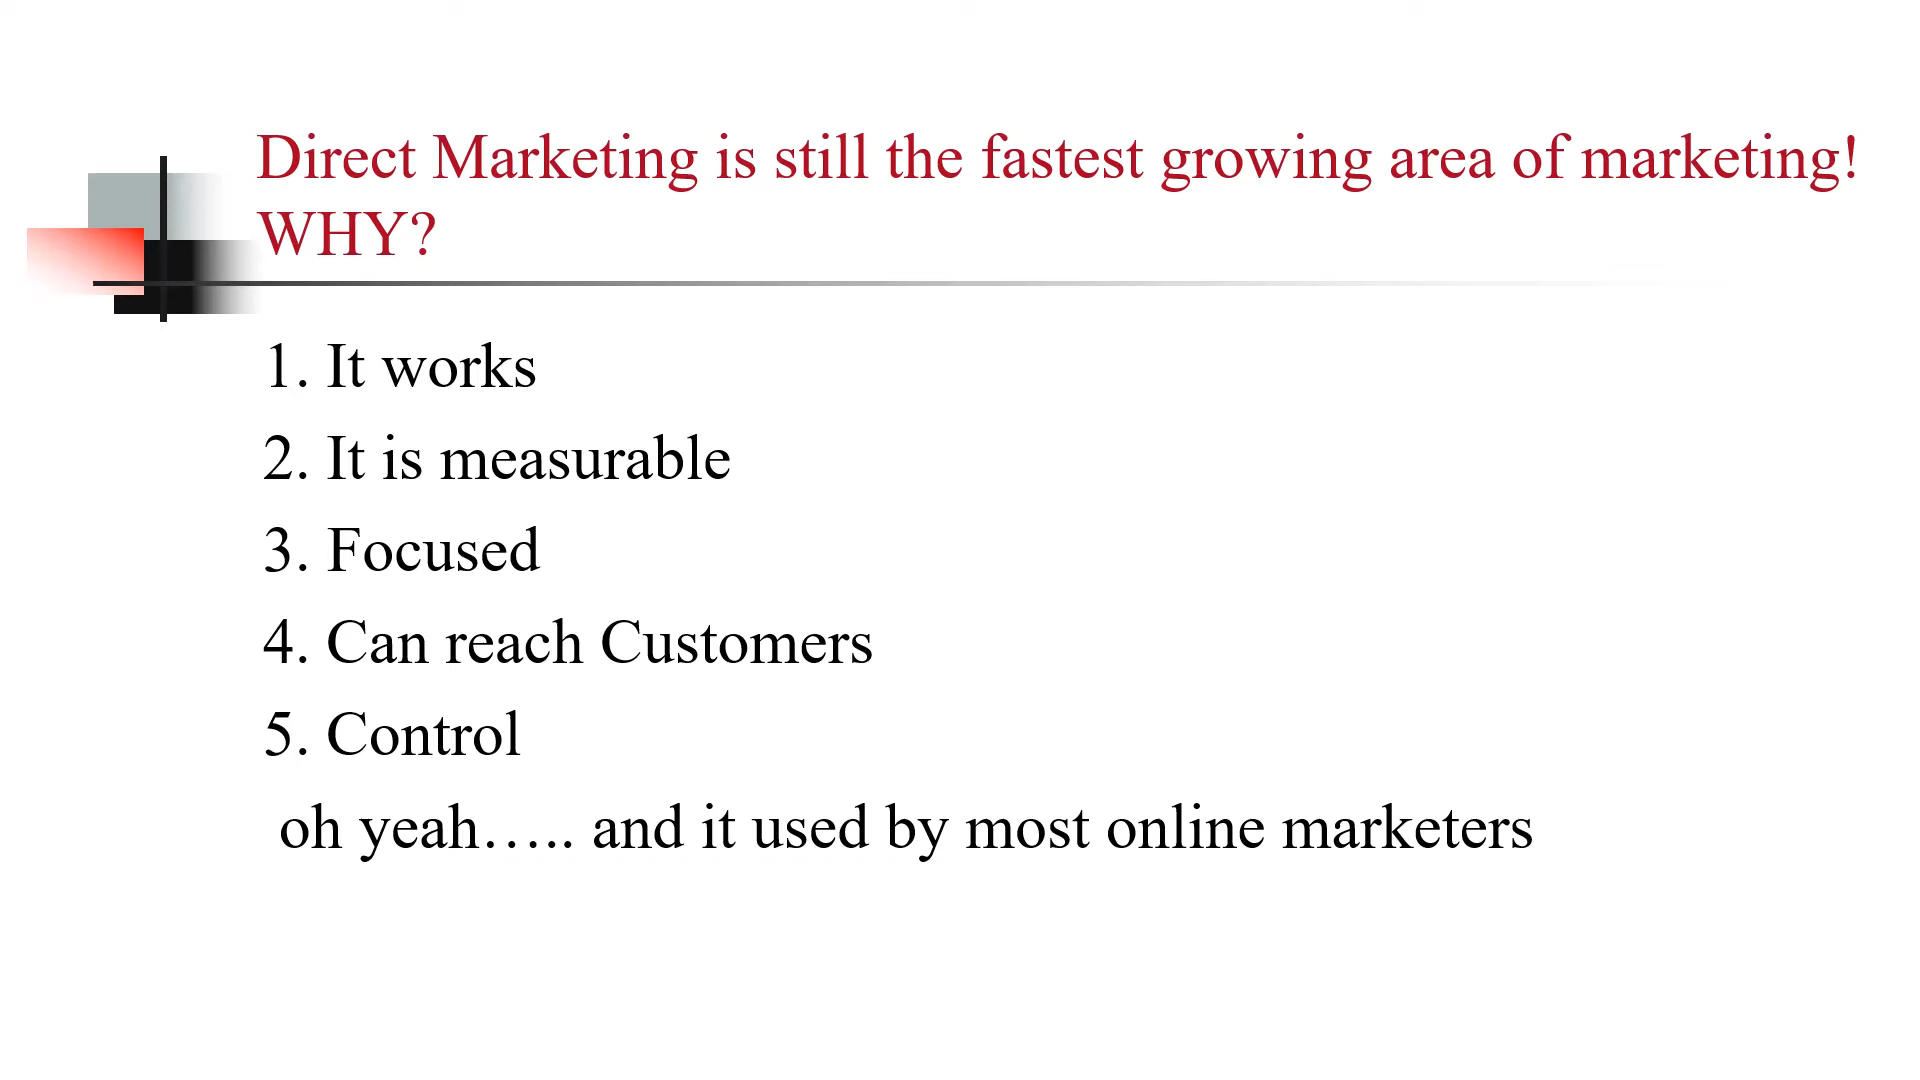 Direct Marketing is still the fastest growing area of marketing!
WHY?
1. It works
2. It is measurable
3. Focused
4. Can reach Customers
5. Control
oh yeah….. and it used by most online marketers